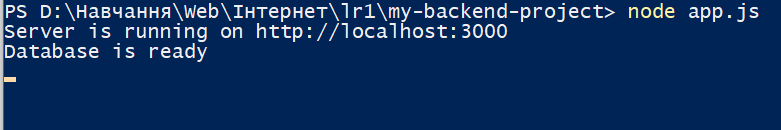 PS D:\Навчання\Web\Інтернет\lr1\my-backend-project> node app.js
Server is running on http://localhost:3000
Database is ready